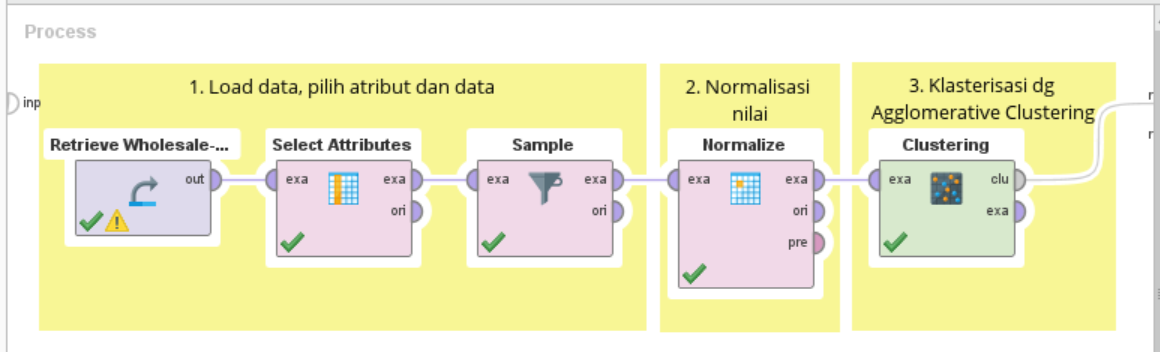 Process
1. Load data, pilih atribut dan data
2. Normalisasi
nilai
3. Klasterisasi dg
Agglomerative Clustering
inp
r
r
Retrieve Wholesale-...
out
Select Attributes
exa
exa
ori
Sample
exa
exa
ori
Normalize
exa
exa
ori
pre
Clustering
exa
clu
exa